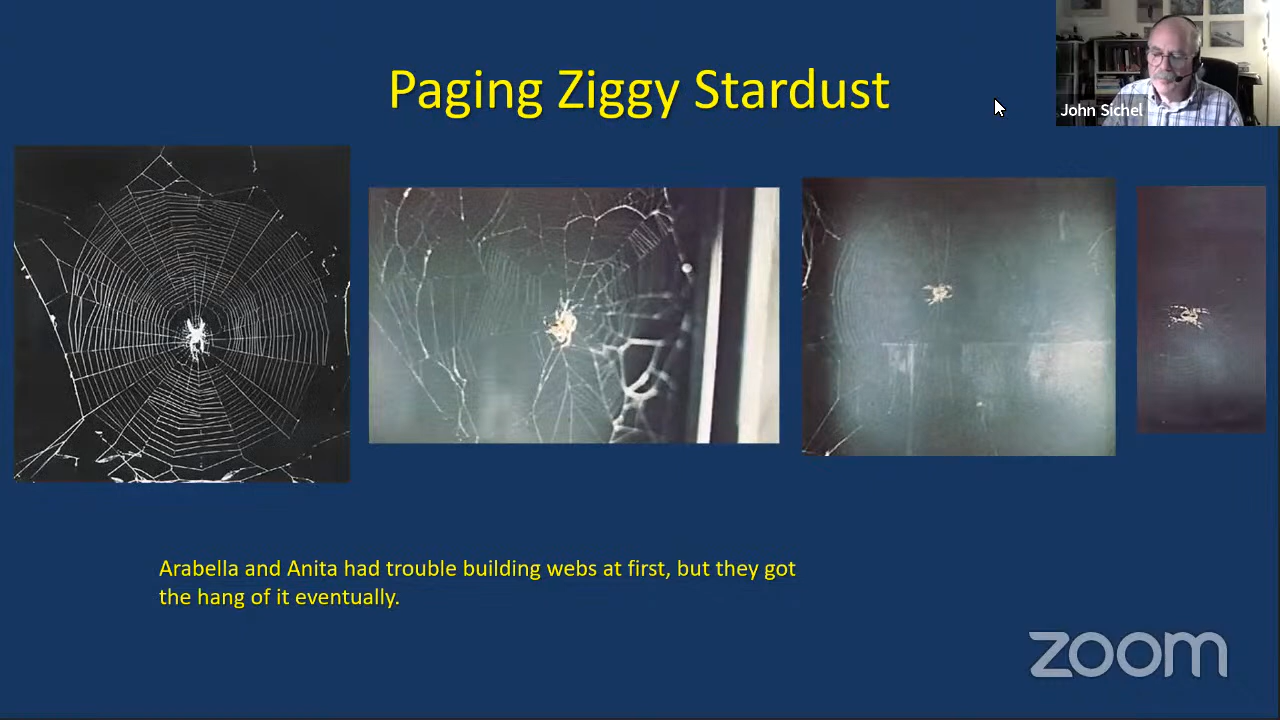 Paging Ziggy Stardust
John Sichel
Arabella and Anita had trouble building webs at first, but they got
the hang of it eventually.
zoom